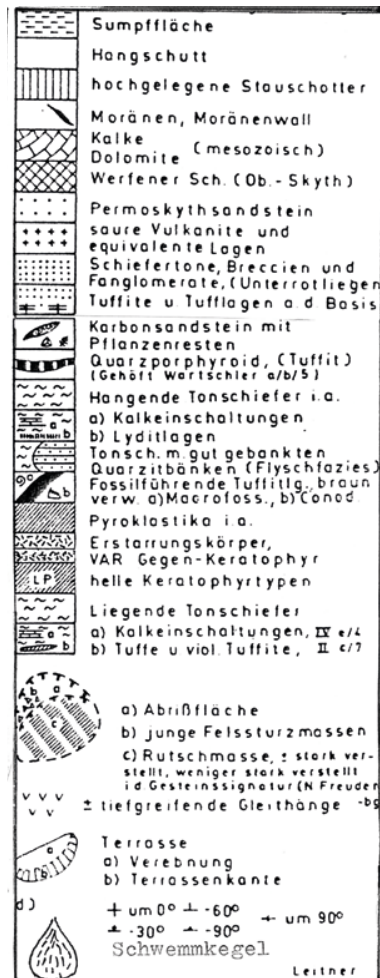 Sumpffläche
Hangschutt
hochgelegene Stauschotter
Moränen, Moränenwall
Kalke
Dolomite (mesozoisch)
Werfener Sch. (Ob.-Skyth)
Permoskythsandstein
saure Vulkanite und
equivalente Lagen
Schiefertone, Breccien und
Fanglomerate, (Unterrotliegen
Tuffite u. Tufflagen a. d. Basis
Karbonsandstein mit
Pflanzenresten
Quarzporphyroid, (Tuffit)
(Gehöft Wartschler a/b/5)
Hangende Tonschiefer i.a.
a a) Kalkeinschaltungen
b b) Lyditlagen
Tonsch. m. gut gebankten
Quarzitbänken (Flyschfazies)
Fossilführende Tuffitlg., braun
a b verw. a) Macrofoss., b) Conod.
Pyroklastika i.a.
Erstarrungskörper,
VAR Gegen-Keratophyr
LP helle Keratophyrtypen
Liegende Tonschiefer
a a) Kalkeinschaltungen, IV e/4
b b) Tuffe u viol. Tuffite, II c/7
b a
c
a) Abrißfläche
b) junge Felssturzmassen
c) Rutschmasse, ± stark ver-
stellt, weniger stark verstellt
i d Gesteinssignatur (N Freuden
± tiefgreifende Gleithänge -bg
Terrasse
a a) Verebnung
b b) Terrassenkante
d)
um 0° -60° um 90°
-30° -90°
Schwemmkegel
Leitner